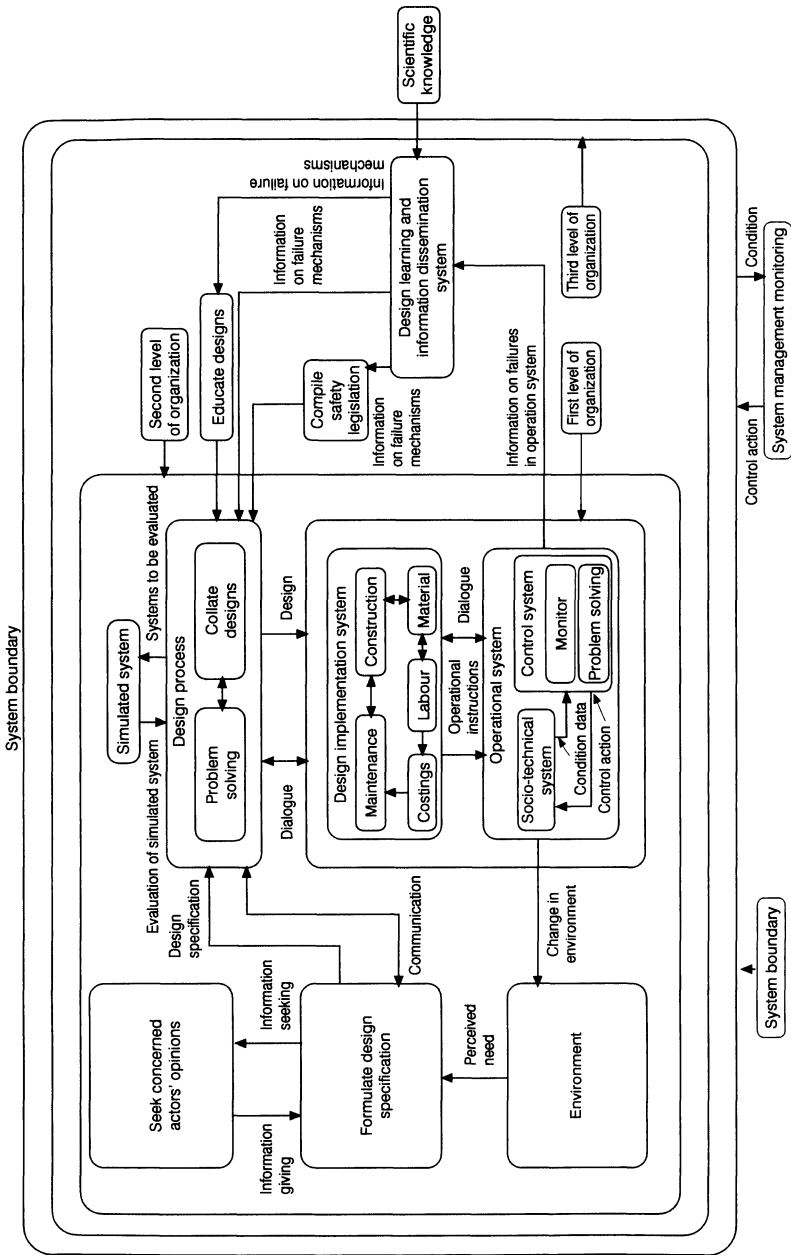 System boundary
Seek concerned
actors' opinions
Information
giving
Information
seeking
Formulate design
specification
Perceived
need
Environment
Design
specification
Communication
Change in
environment
Evaluation of simulated system
Simulated system
Systems to be evaluated
Design process
Problem
solving
Collate
designs
Dialogue
Design
Design implementation system
Maintenance
Construction
Costings
Labour
Material
Operational
instructions
Dialogue
Operational system
Socio-technical
system
Condition data
Control action
Control system
Monitor
Problem solving
Second level
of organization
Educate designs
Information
on failure
mechanisms
Information on failure
mechanisms
Compile
safety
legislation
Information
on failure
mechanisms
Design learning and
information dissemination
system
Scientific
knowledge
Information on failures
in operation system
First level of
organization
Third level of
organization
System boundary
Control action
Condition
System management monitoring